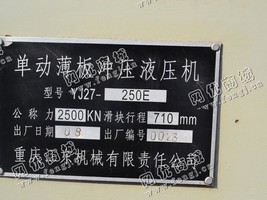 单动薄板冲压液压机
型号 YJ27-250E
公称力 2500KN 滑块行程 710 mm
出厂日期 08 出厂编号 0023
重庆江东机械有限责任公司